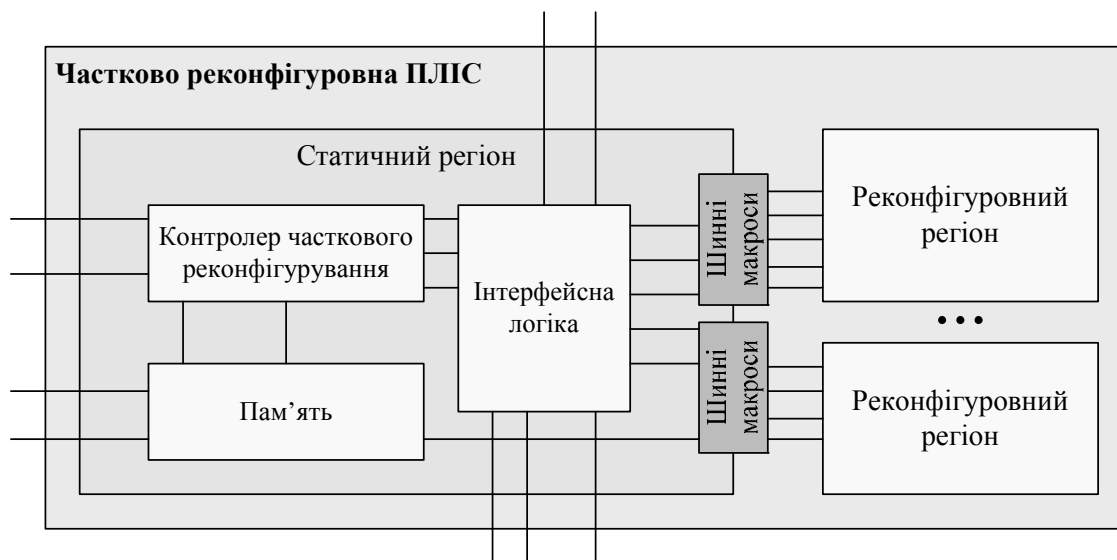 Частково реконфігуровна ПЛІС
Статичний регіон
Контролер часткового
реконфігурування
Пам’ять
Інтерфейсна
логіка
Шинні
макроси
Шинні
макроси
Реконфігуровний
регіон
•••
Реконфігуровний
регіон